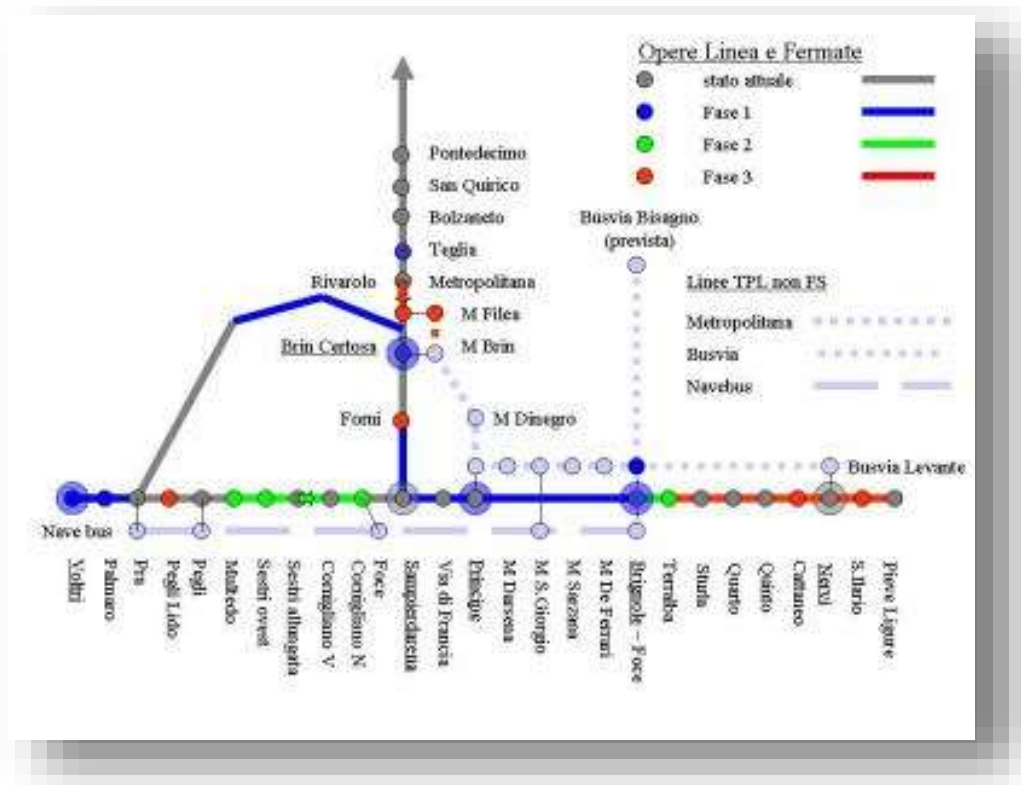 Opere Linea e Fermate
stato attuale
Fase 1
Fase 2
Fase 3
Pontedecimo
San Quirico
Bolzaneto
Teglia
Rivarolo
Metropolitana
M Filea
Brin Certosa
M Brin
Forni
M Dinegro
Busvia Bisagno
(prevista)
Linee TPL non FS
Metropolitana
Busvia
Navebus
Busvia Levante
Nave bus
Voltri
Palmaro
Pra
Pegli Lido
Pegli
Multedo
Sestri ovest
Sestri allungata
Cornigliano V
Cornigliano N
Foce
Sampierdarena
Via di Francia
Principe
M Darsena
M S. Giorgio
M Sarzana
M De Ferrari
Brignole - Foce
Terralba
Sturla
Quarto
Quinto
Cattaneo
Nervi
S. Ilario
Pieve Ligure